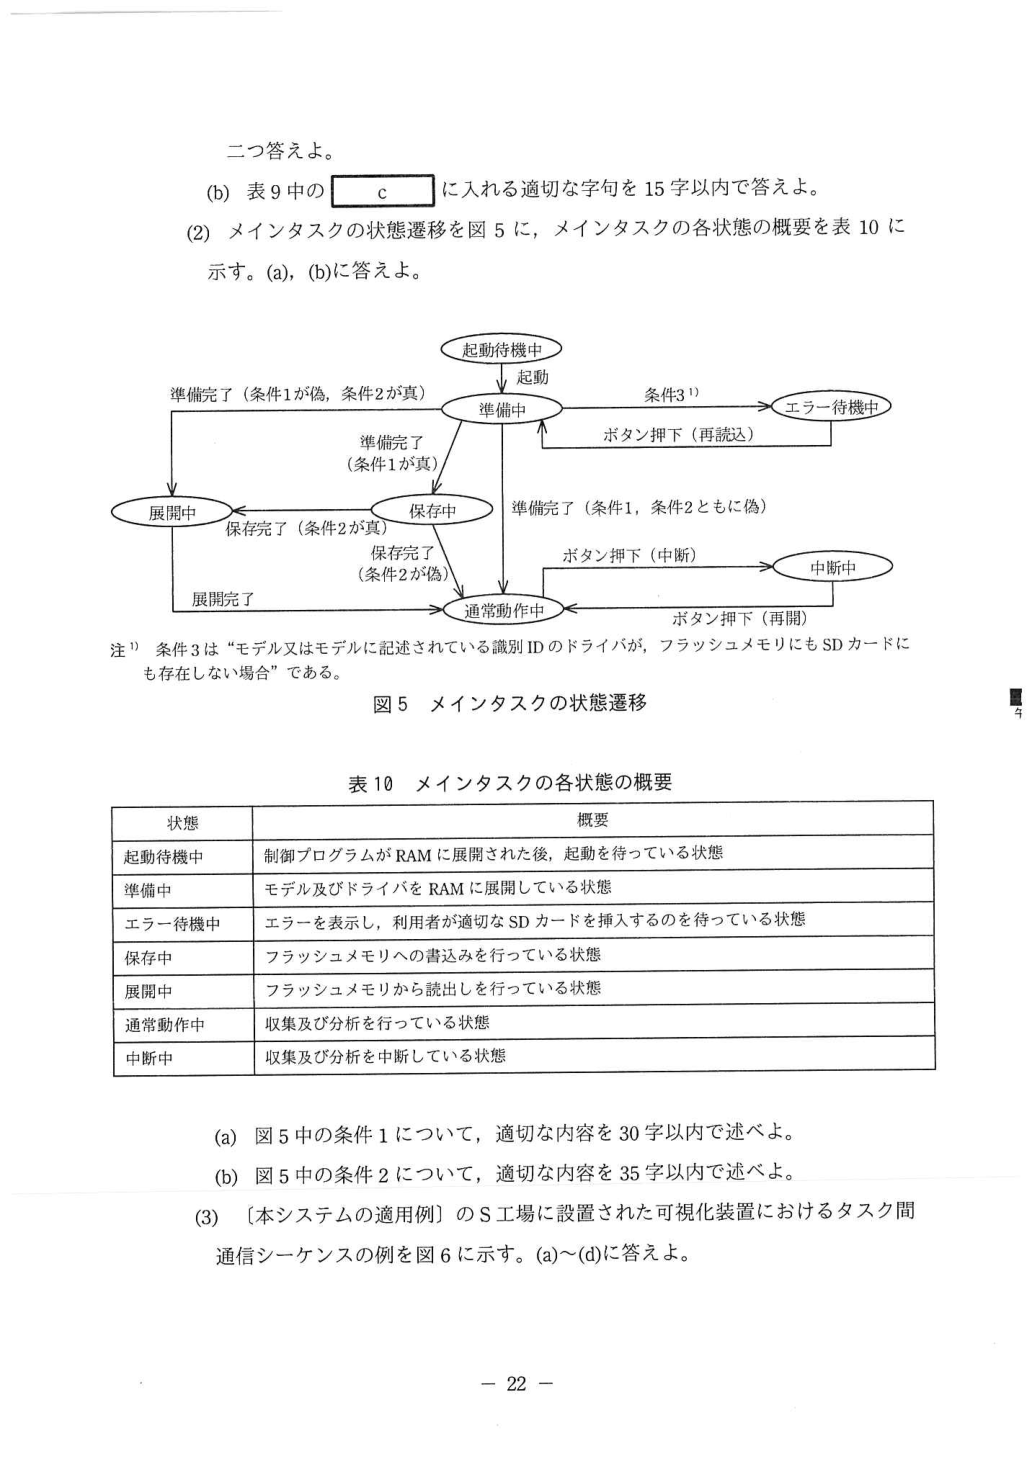 二つ答えよ。
(b) 表9中の c に入れる適切な字句を15字以内で答えよ。
(2) メインタスクの状態遷移を図5に，メインタスクの各状態の概要を表10に
示す。(a)，(b)に答えよ。
起動待機中
起動
準備完了（条件1が偽，条件2が真）
準備中
条件3 1)
エラー待機中
ボタン押下（再読込）
準備完了
（条件1が真）
展開中
保存中
準備完了（条件1，条件2ともに偽）
保存完了（条件2が真）
保存完了
（条件2が偽）
ボタン押下（中断）
中断中
展開完了
通常動作中
ボタン押下（再開）
注1) 条件3は“モデル又はモデルに記述されている識別IDのドライバが，フラッシュメモリにもSDカードに
も存在しない場合”である。
図5 メインタスクの状態遷移
表10 メインタスクの各状態の概要
状態 概要
起動待機中 制御プログラムがRAMに展開された後，起動を待っている状態
準備中 モデル及びドライバをRAMに展開している状態
エラー待機中 エラーを表示し，利用者が適切なSDカードを挿入するのを待っている状態
保存中 フラッシュメモリへの書込みを行っている状態
展開中 フラッシュメモリから読出しを行っている状態
通常動作中 収集及び分析を行っている状態
中断中 収集及び分析を中断している状態
(a) 図5中の条件1について，適切な内容を30字以内で述べよ。
(b) 図5中の条件2について，適切な内容を35字以内で述べよ。
(3) 〔本システムの適用例〕のS工場に設置された可視化装置におけるタスク間
通信シーケンスの例を図6に示す。(a)～(d)に答えよ。
－ 22 －